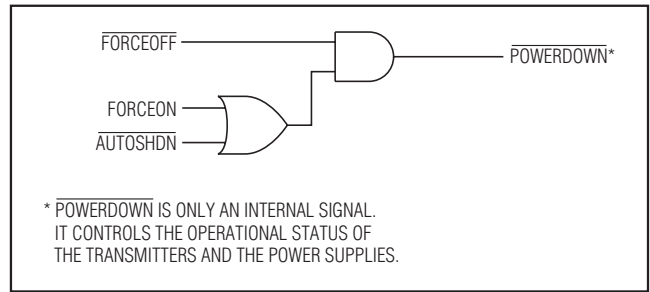 FORCEOFF
POWERDOWN*
FORCEON
AUTOSHDN
* POWERDOWN IS ONLY AN INTERNAL SIGNAL.
IT CONTROLS THE OPERATIONAL STATUS OF
THE TRANSMITTERS AND THE POWER SUPPLIES.